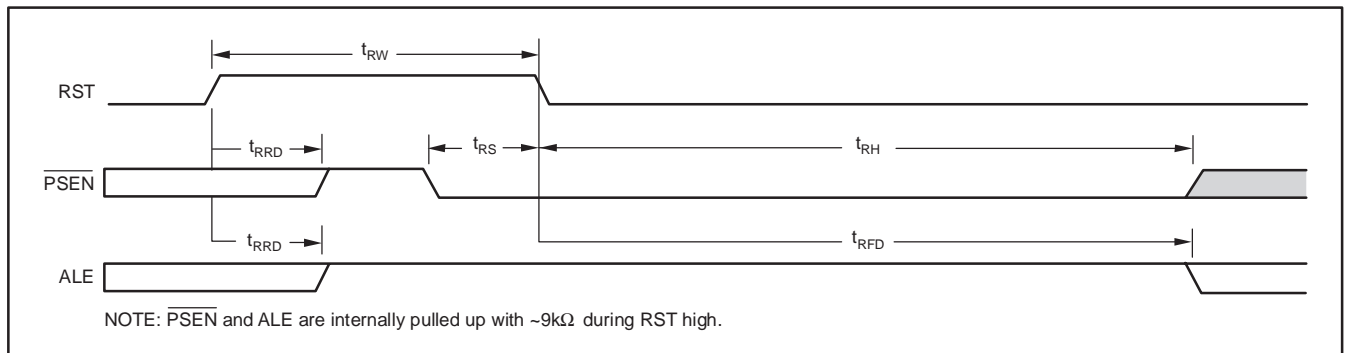 tRW
RST
tRRD
tRS
tRH
PSEN
tRRD
tRFD
ALE
NOTE: PSEN and ALE are internally pulled up with ~9kΩ during RST high.